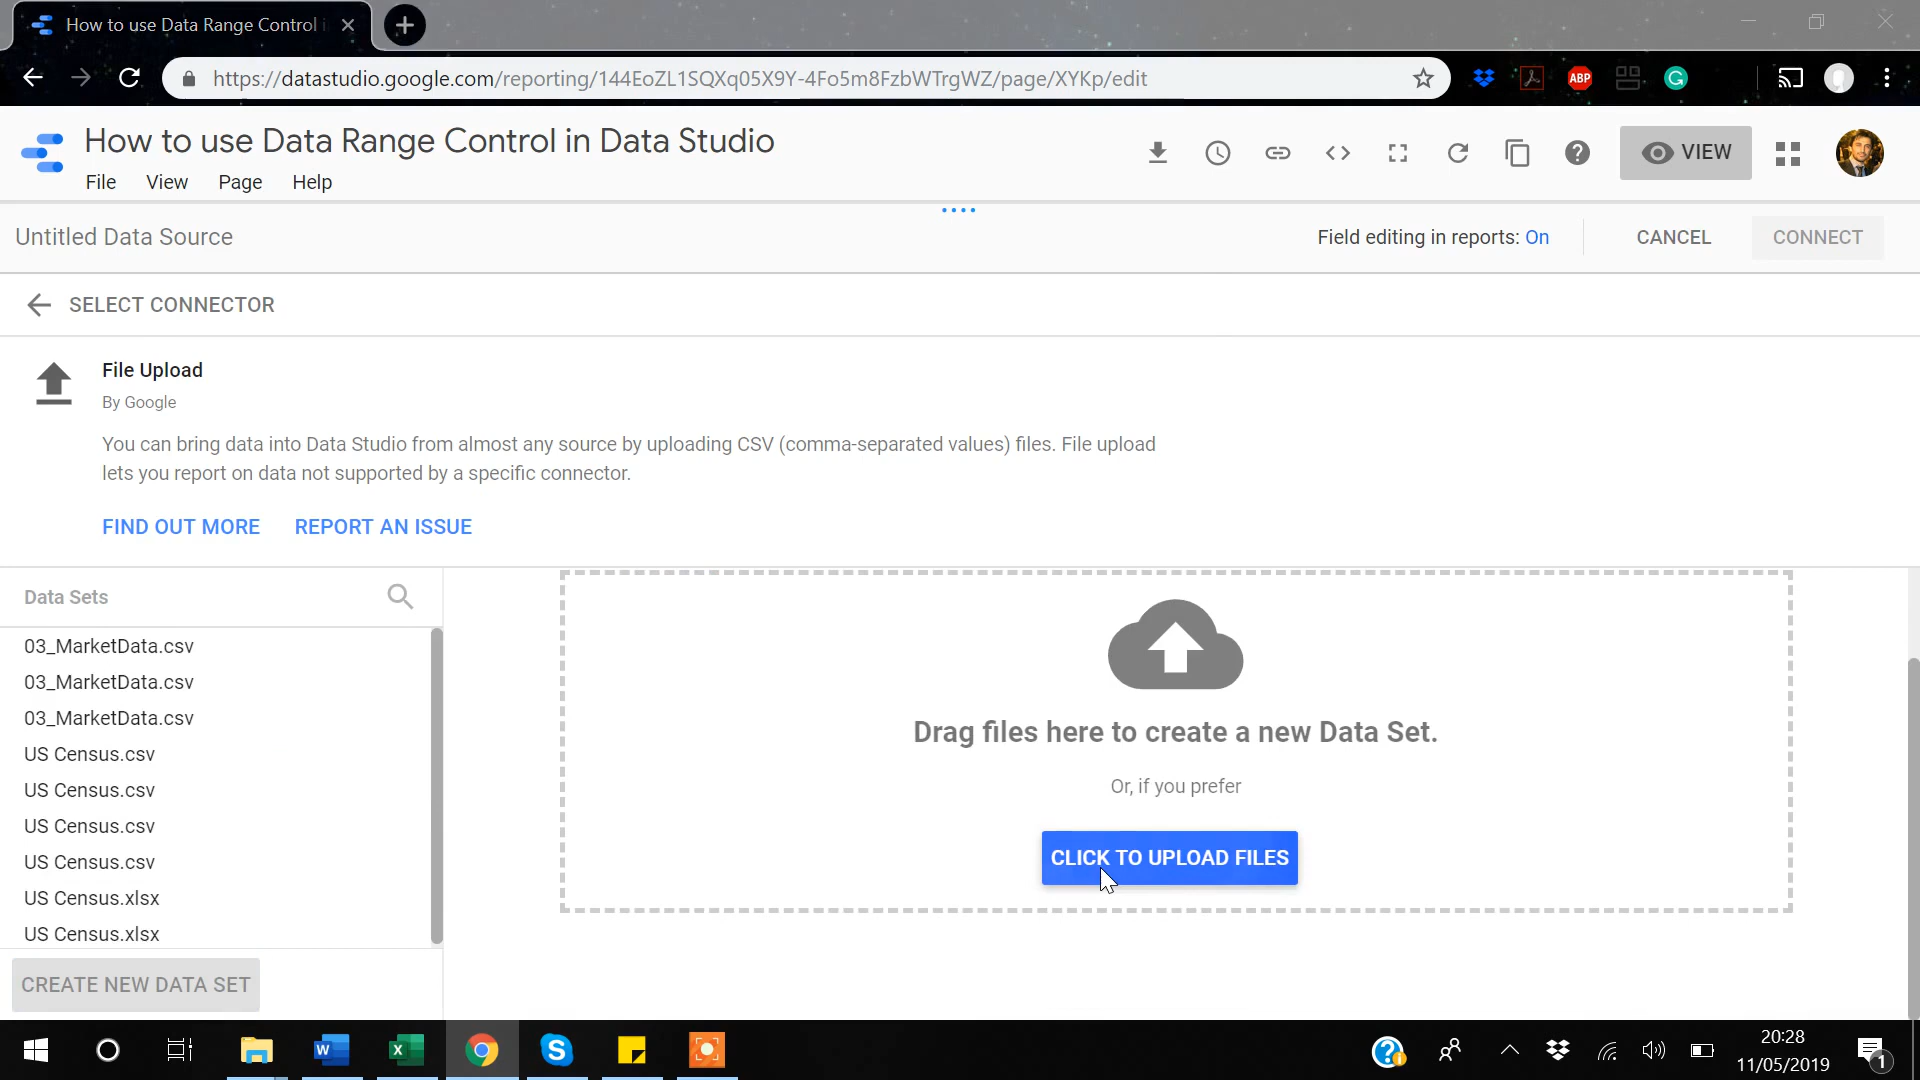 How to use Data Range Control i
https://datastudio.google.com/reporting/144EoZL1SQXq05X9Y-4Fo5m8FzbWTrgWZ/page/XYKp/edit
ABP
G
How to use Data Range Control in Data Studio
File View Page Help
VIEW
Untitled Data Source
Field editing in reports: On
CANCEL
CONNECT
SELECT CONNECTOR
File Upload
By Google
You can bring data into Data Studio from almost any source by uploading CSV (comma-separated values) files. File upload
lets you report on data not supported by a specific connector.
FIND OUT MORE REPORT AN ISSUE
Data Sets
03_MarketData.csv
03_MarketData.csv
03_MarketData.csv
US Census.csv
US Census.csv
US Census.csv
US Census.csv
US Census.xlsx
US Census.xlsx
CREATE NEW DATA SET
Drag files here to create a new Data Set.
Or, if you prefer
CLICK TO UPLOAD FILES
W
X
S
20:28
11/05/2019
1